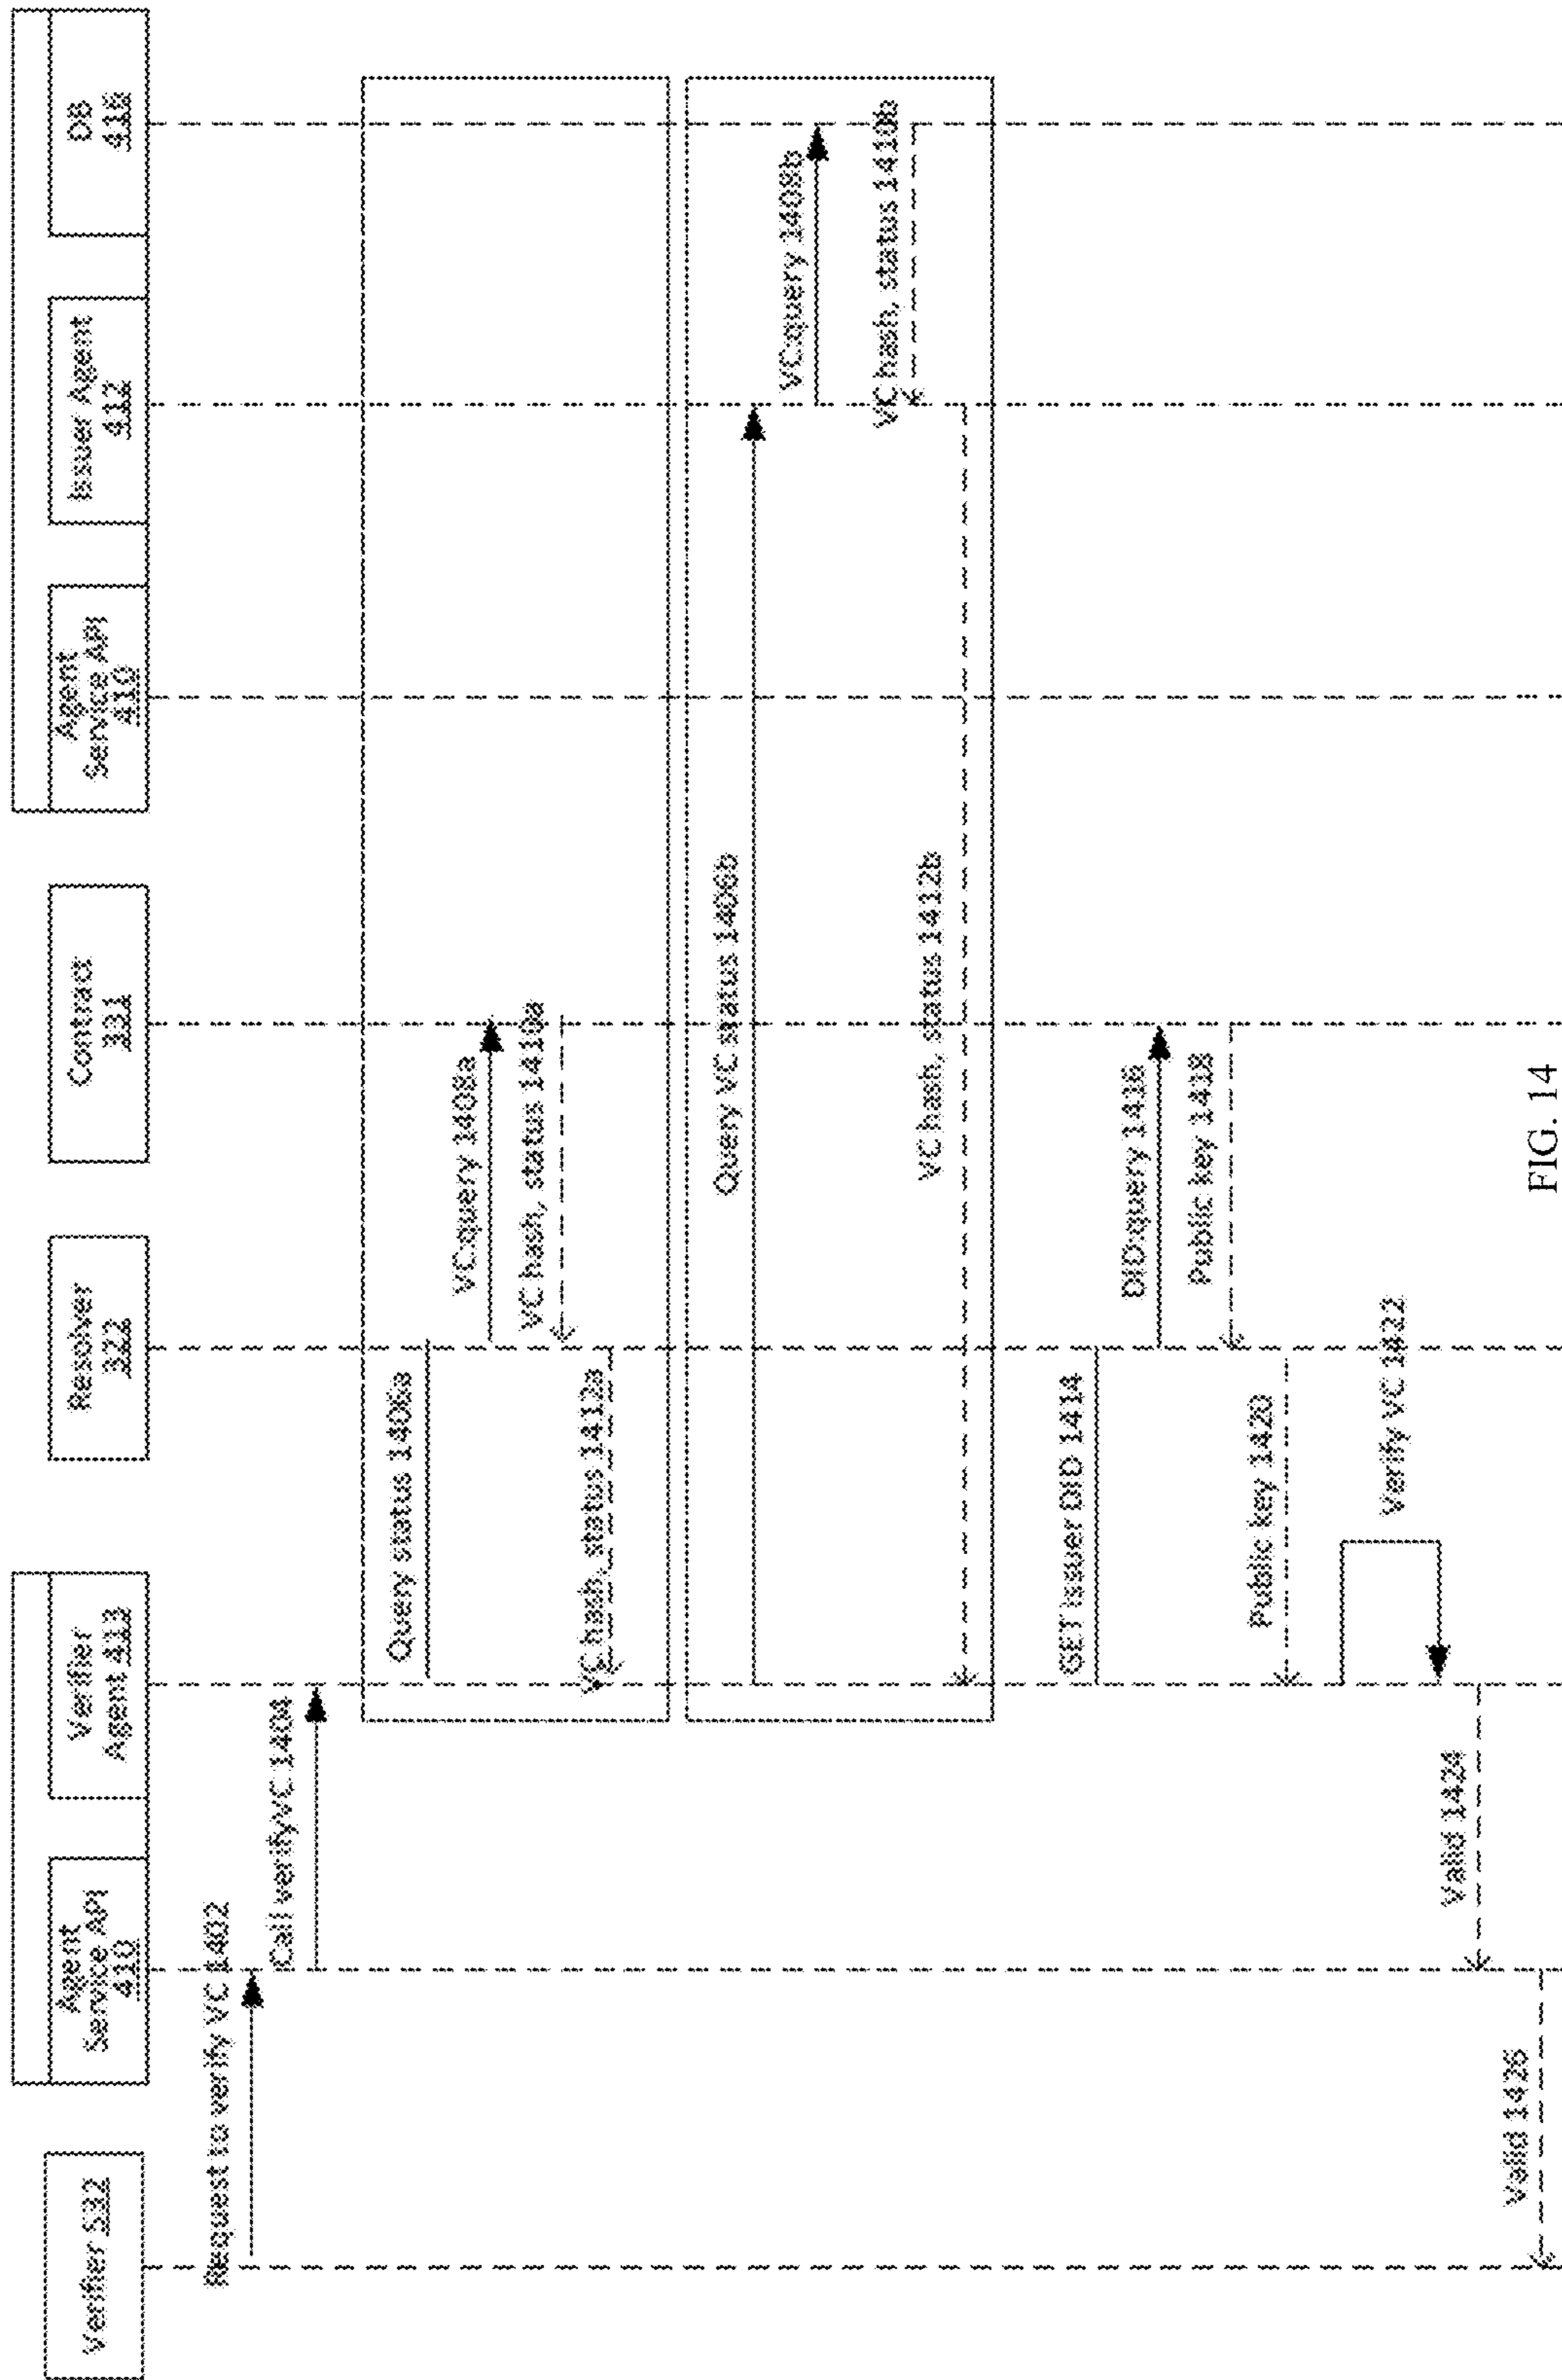 Verifier 532
Agent
Service API
410
Verifier
Agent 413
Resolver
322
Contract
331
Agent
Service API
410
Issuer Agent
412
DB
416
Request to verify VC 1402
Call verifyVC 1404
Query status 1406a
VC:query 1408a
VC hash, status 1410a
VC hash, status 1412a
Query VC status 1406b
VC:query 1408b
VC hash, status 1410b
VC hash, status 1412b
GET issuer DID 1414
DID:query 1416
Public key 1418
Public key 1420
Verify VC 1422
Valid 1424
Valid 1426
FIG. 14